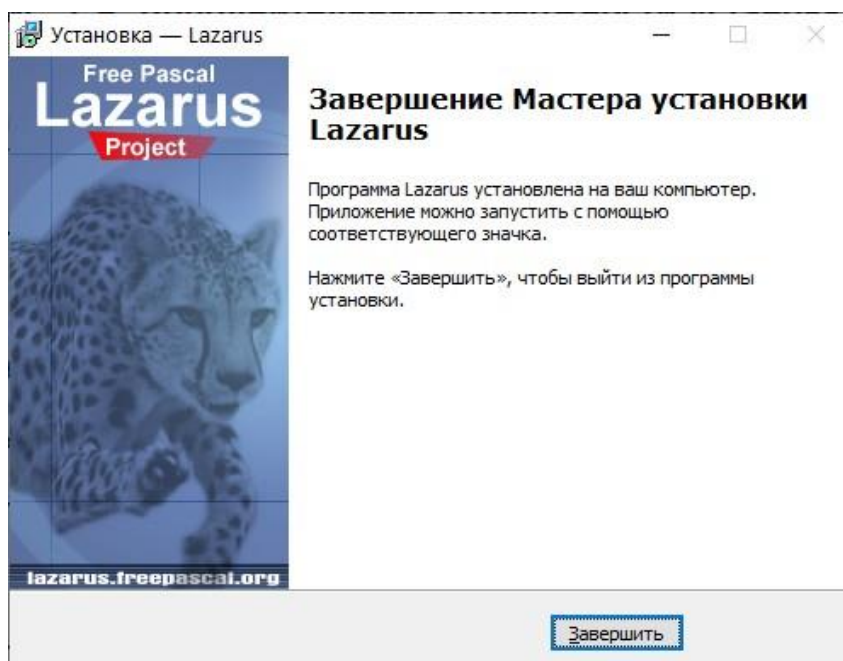 Установка — Lazarus
Free Pascal
Lazarus
Project
Завершение Мастера установки
Lazarus
Программа Lazarus установлена на ваш компьютер.
Приложение можно запустить с помощью
соответствующего значка.
Нажмите «Завершить», чтобы выйти из программы
установки.
lazarus.freepascal.org
Завершить